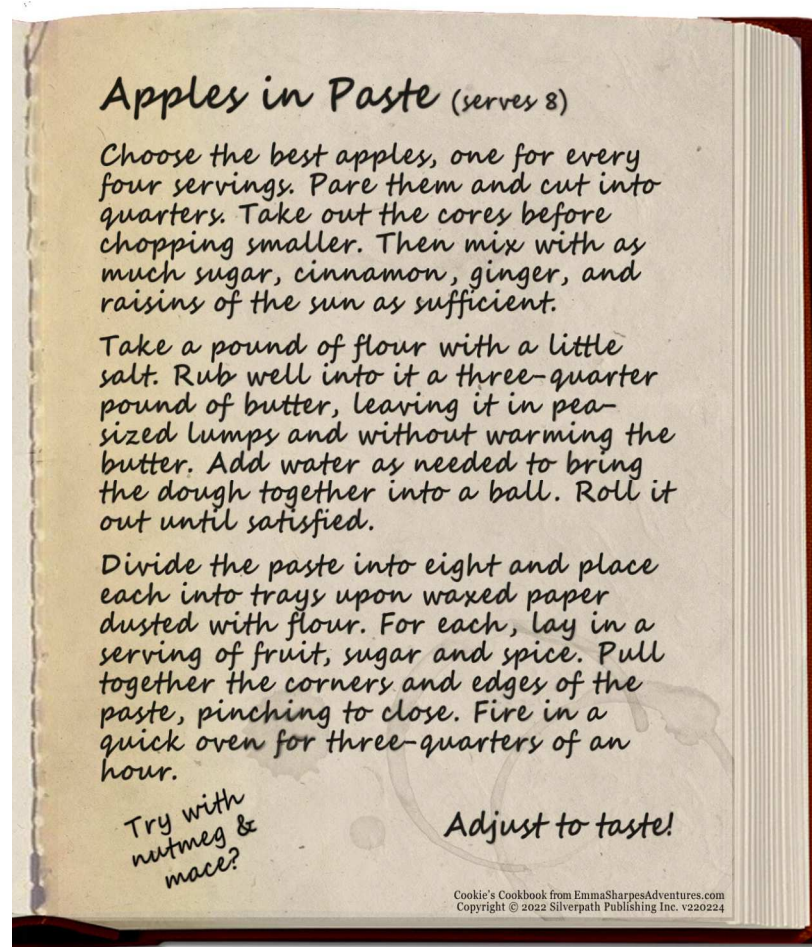 Apples in Paste (serves 8)
Choose the best apples, one for every
four servings. Pare them and cut into
quarters. Take out the cores before
chopping smaller. Then mix with as
much sugar, cinnamon, ginger, and
raisins of the sun as sufficient.
Take a pound of flour with a little
salt. Rub well into it a three-quarter
pound of butter, leaving it in pea-
sized lumps and without warming the
butter. Add water as needed to bring
the dough together into a ball. Roll it
out until satisfied.
Divide the paste into eight and place
each into trays upon waxed paper
dusted with flour. For each, lay in a
serving of fruit, sugar and spice. Pull
together the corners and edges of the
paste, pinching to close. Fire in a
quick oven for three-quarters of an
hour.
Try with
nutmeg &
mace?
Adjust to taste!
Cookie's Cookbook from EmmaSharpesAdventures.com
Copyright © 2022 Silverpath Publishing Inc. v220224